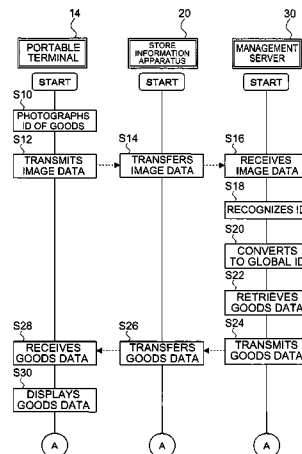 14
20
30
PORTABLE
TERMINAL
STORE
INFORMATION
APPARATUS
MANAGEMENT
SERVER
START
START
START
S10
PHOTOGRAPHS
ID OF GOODS
S12
TRANSMITS
IMAGE DATA
S14
TRANSFERS
IMAGE DATA
S16
RECEIVES
IMAGE DATA
S18
RECOGNIZES ID
S20
CONVERTS
TO GLOBAL ID
S22
RETRIEVES
GOODS DATA
S24
TRANSMITS
GOODS DATA
S26
TRANSFERS
GOODS DATA
S28
RECEIVES
GOODS DATA
S30
DISPLAYS
GOODS DATA
A
A
A